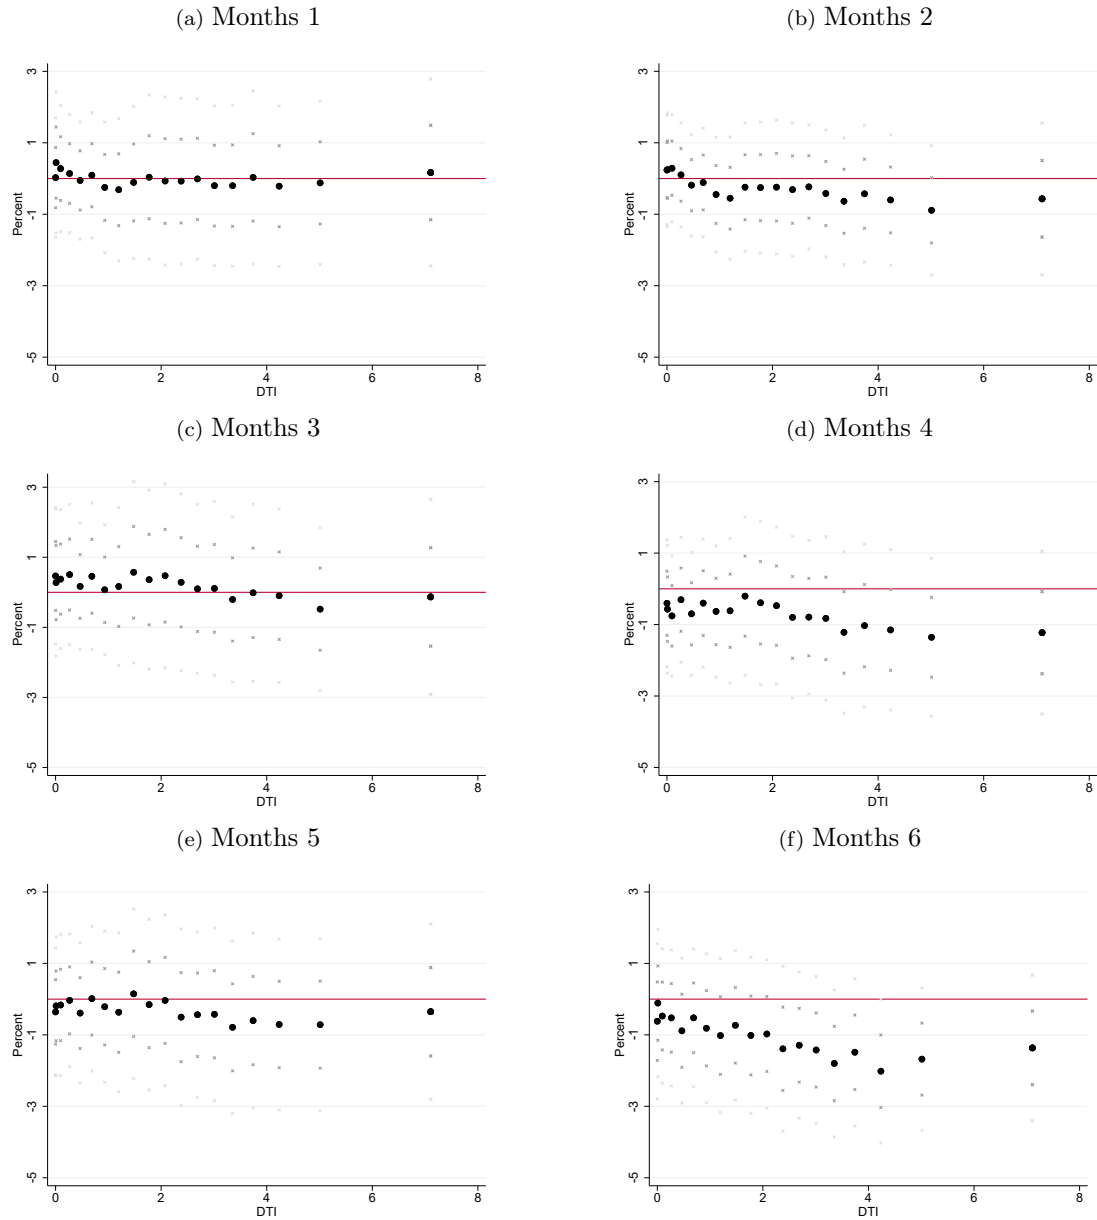 (a) Months 1
(b) Months 2
3
1
-1
-3
-5
Percent
0 2 4 6 8
DTI
3
1
-1
-3
-5
Percent
0 2 4 6 8
DTI
(c) Months 3
(d) Months 4
3
1
-1
-3
-5
Percent
0 2 4 6 8
DTI
3
1
-1
-3
-5
Percent
0 2 4 6 8
DTI
(e) Months 5
(f) Months 6
3
1
-1
-3
-5
Percent
0 2 4 6 8
DTI
3
1
-1
-3
-5
Percent
0 2 4 6 8
DTI